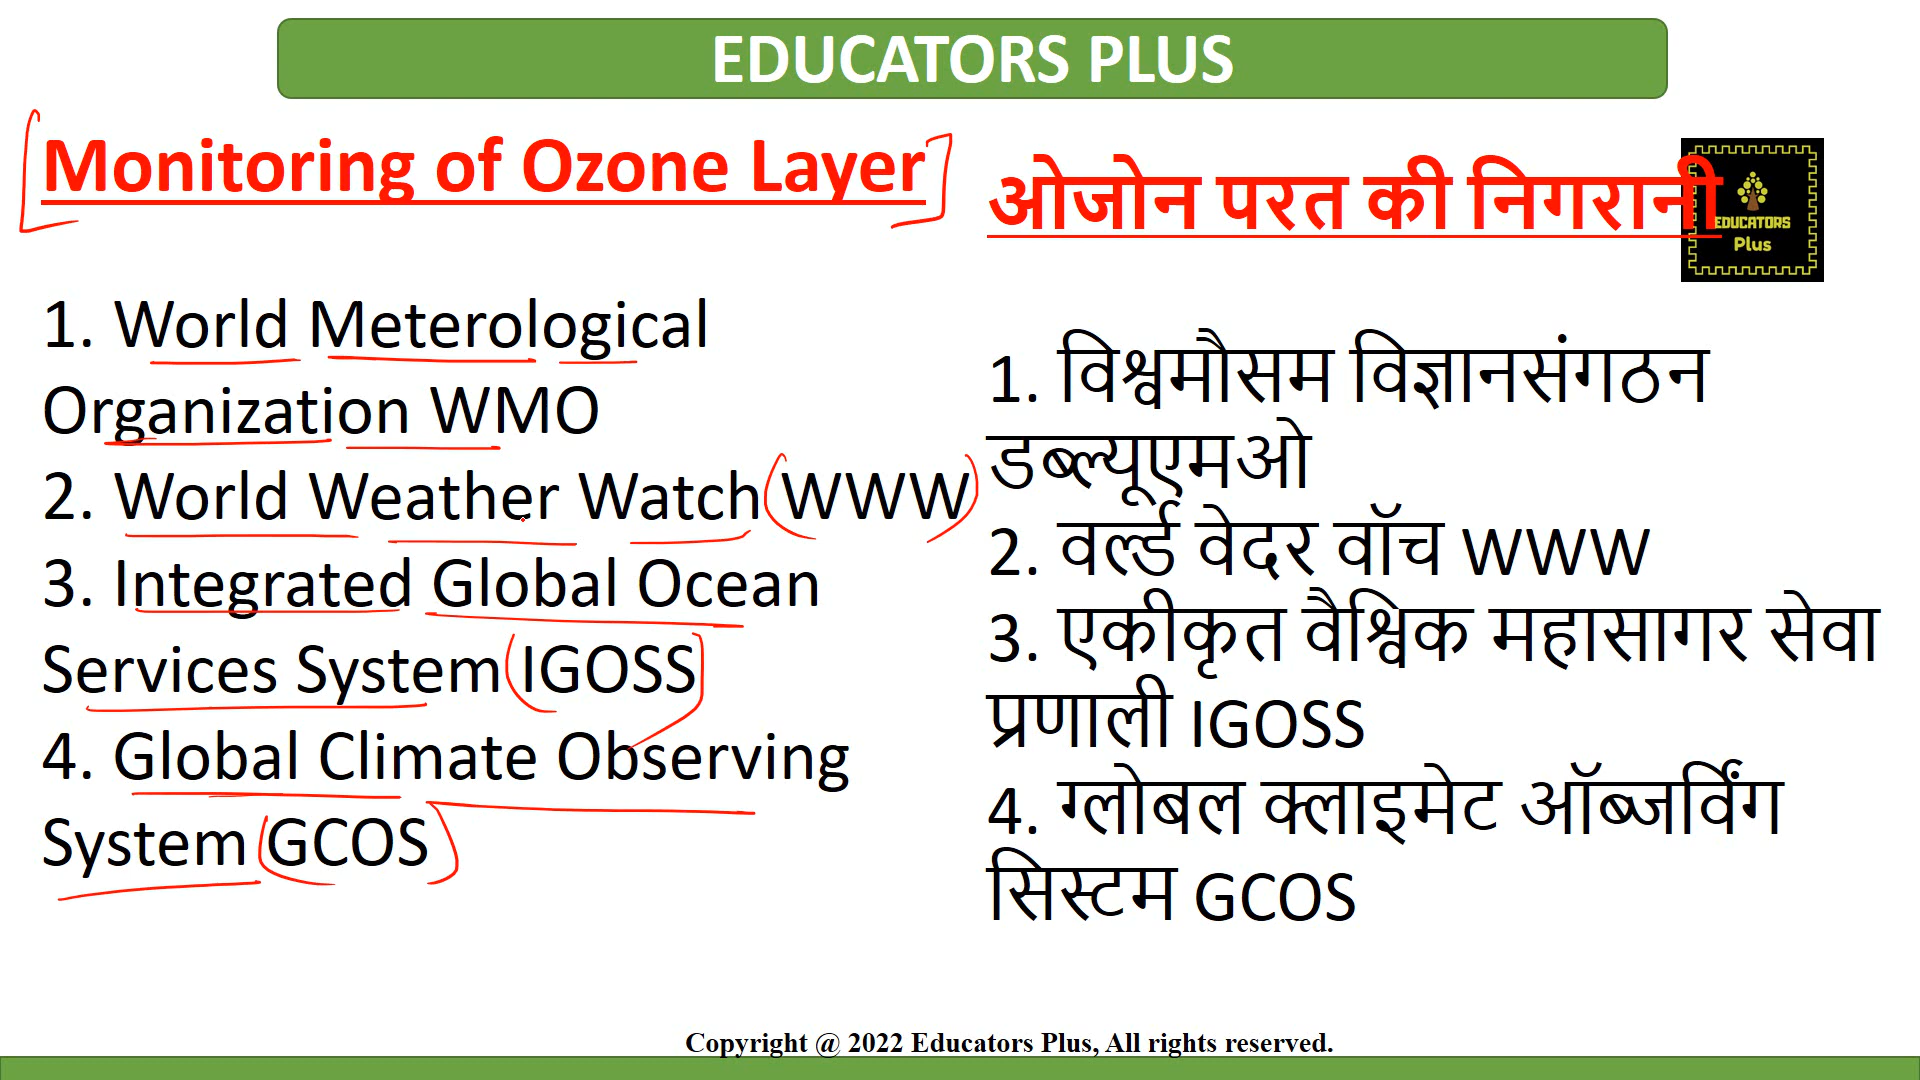 EDUCATORS PLUS
Monitoring of Ozone Layer
1. World Meterological
Organization WMO
2. World Weather Watch WWW
3. Integrated Global Ocean
Services System IGOSS
4. Global Climate Observing
System GCOS
ओजोन परत की निगरानी
EDUCATORS
Plus
1. विश्वमौसम विज्ञानसंगठन
डब्ल्यूएमओ
2. वर्ल्ड वेदर वॉच WWW
3. एकीकृत वैश्विक महासागर सेवा
प्रणाली IGOSS
4. ग्लोबल क्लाइमेट ऑब्जर्विंग
सिस्टम GCOS
Copyright @ 2022 Educators Plus, All rights reserved.